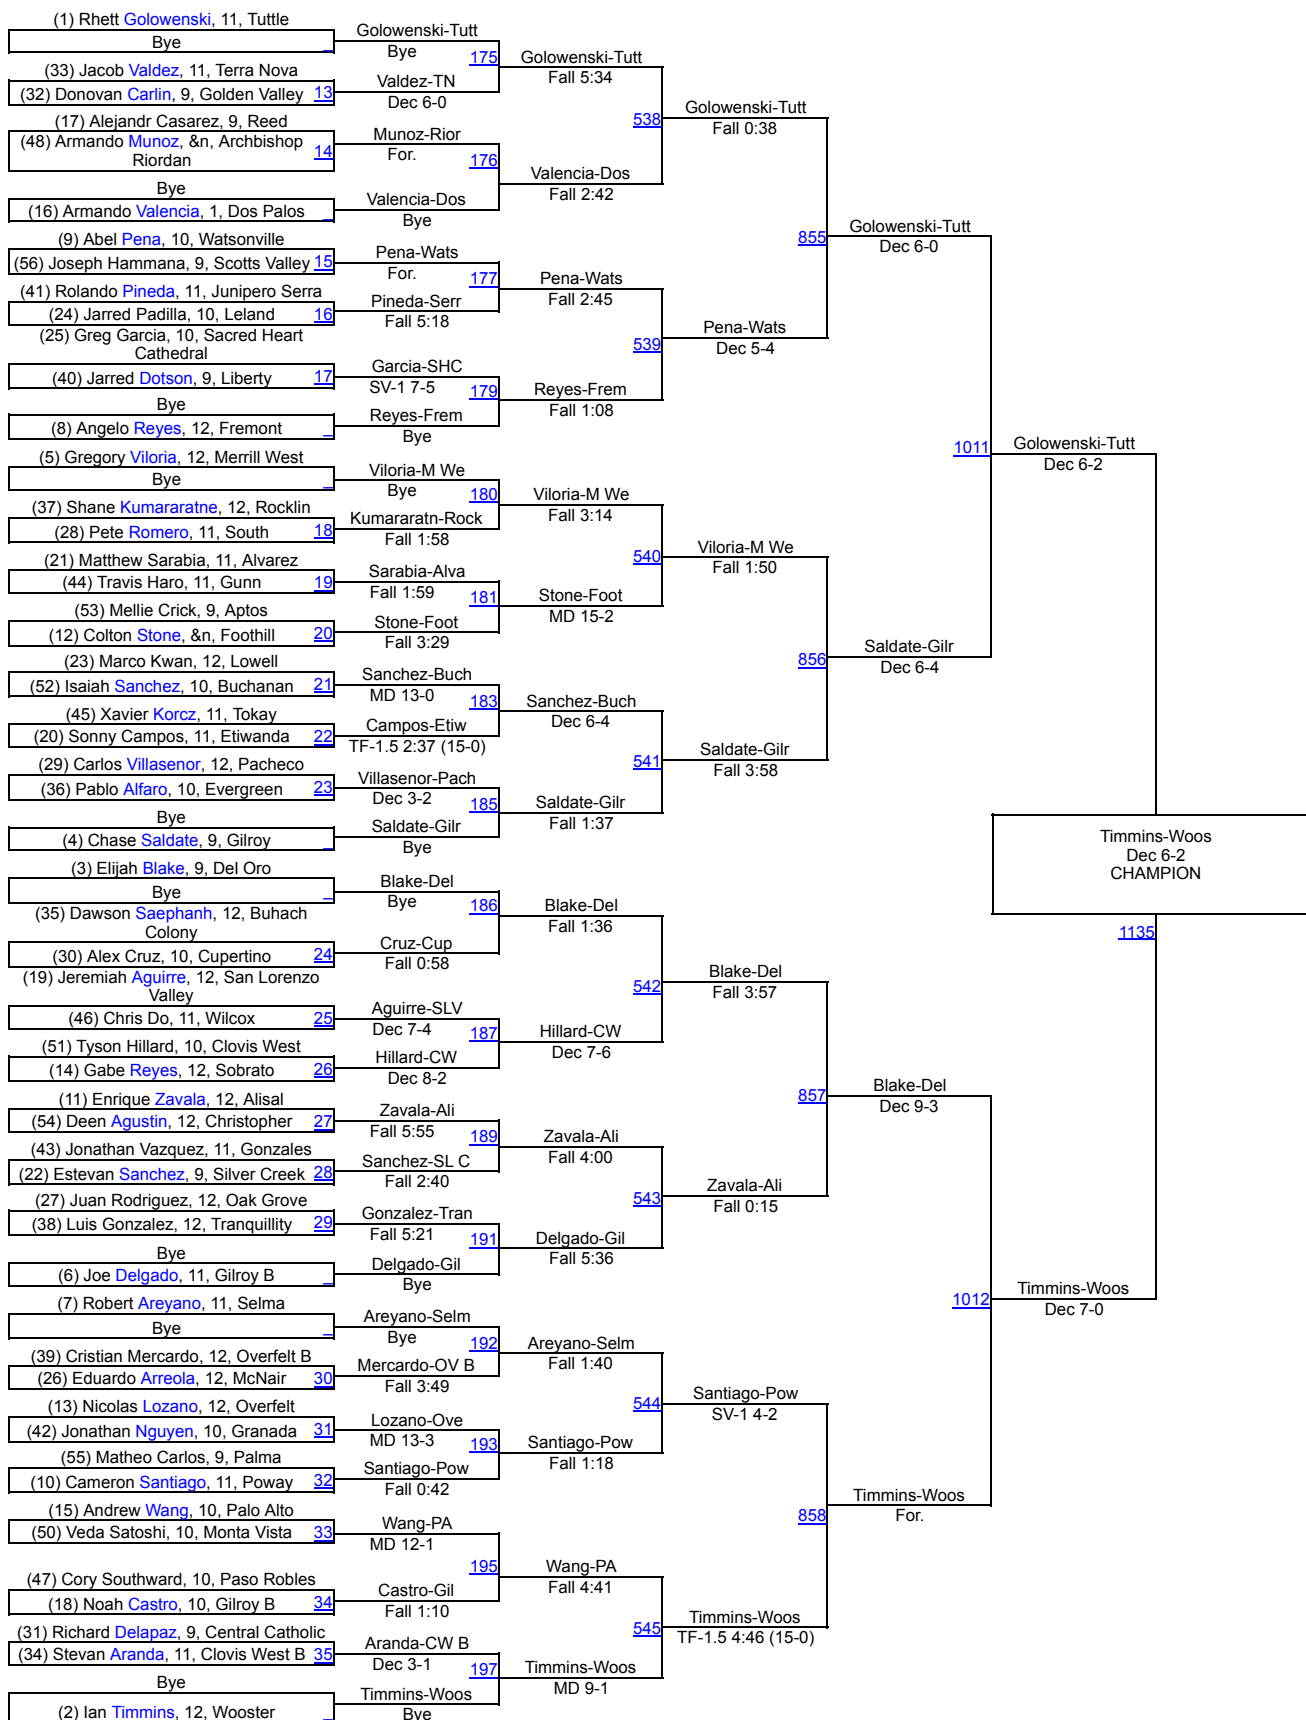 (1) Rhett Golowenski, 11, Tuttle
Bye
(33) Jacob Valdez, 11, Terra Nova
(32) Donovan Carlin, 9, Golden Valley 13
(17) Alejandr Casarez, 9, Reed
(48) Armando Munoz, &n, Archbishop
Riordan
14
Bye
(16) Armando Valencia, 1, Dos Palos
(9) Abel Pena, 10, Watsonville
(56) Joseph Hammana, 9, Scotts Valley 15
(41) Rolando Pineda, 11, Junipero Serra
(24) Jarred Padilla, 10, Leland 16
(25) Greg Garcia, 10, Sacred Heart
Cathedral
(40) Jarred Dotson, 9, Liberty 17
Bye
(8) Angelo Reyes, 12, Fremont
(5) Gregory Viloria, 12, Merrill West
Bye
(37) Shane Kumararatne, 12, Rocklin
(28) Pete Romero, 11, South 18
(21) Matthew Sarabia, 11, Alvarez
(44) Travis Haro, 11, Gunn 19
(53) Mellie Crick, 9, Aptos
(12) Colton Stone, &n, Foothill 20
(23) Marco Kwan, 12, Lowell
(52) Isaiah Sanchez, 10, Buchanan 21
(45) Xavier Korcz, 11, Tokay
(20) Sonny Campos, 11, Etiwanda 22
(29) Carlos Villasenor, 12, Pacheco
(36) Pablo Alfaro, 10, Evergreen 23
Bye
(4) Chase Saldate, 9, Gilroy
(3) Elijah Blake, 9, Del Oro
Bye
(35) Dawson Saephanh, 12, Buhach
Colony
(30) Alex Cruz, 10, Cupertino 24
(19) Jeremiah Aguirre, 12, San Lorenzo
Valley
(46) Chris Do, 11, Wilcox 25
(51) Tyson Hillard, 10, Clovis West
(14) Gabe Reyes, 12, Sobrato 26
(11) Enrique Zavala, 12, Alisal
(54) Deen Agustin, 12, Christopher 27
(43) Jonathan Vazquez, 11, Gonzales
(22) Estevan Sanchez, 9, Silver Creek 28
(27) Juan Rodriguez, 12, Oak Grove
(38) Luis Gonzalez, 12, Tranquillity 29
Bye
(6) Joe Delgado, 11, Gilroy B
(7) Robert Areyano, 11, Selma
Bye
(39) Cristian Mercardo, 12, Overfelt B
(26) Eduardo Arreola, 12, McNair 30
(13) Nicolas Lozano, 12, Overfelt
(42) Jonathan Nguyen, 10, Granada 31
(55) Matheo Carlos, 9, Palma
(10) Cameron Santiago, 11, Poway 32
(15) Andrew Wang, 10, Palo Alto
(50) Veda Satoshi, 10, Monta Vista 33
(47) Cory Southward, 10, Paso Robles
(18) Noah Castro, 10, Gilroy B 34
(31) Richard Delapaz, 9, Central Catholic
(34) Stevan Aranda, 11, Clovis West B 35
Bye
(2) Ian Timmins, 12, Wooster
Golowenski-Tutt
Bye
175
Valdez-TN
Dec 6-0
Munoz-Rior
For.
176
Valencia-Dos
Bye
Pena-Wats
For.
177
Pineda-Serr
Fall 5:18
Garcia-SHC
SV-1 7-5
179
Reyes-Frem
Bye
Viloria-M We
Bye
180
Kumararatn-Rock
Fall 1:58
Sarabia-Alva
Fall 1:59
181
Stone-Foot
Fall 3:29
Sanchez-Buch
MD 13-0
183
Campos-Etiw
TF-1.5 2:37 (15-0)
Villasenor-Pach
Dec 3-2
185
Saldate-Gilr
Bye
Blake-Del
Bye
186
Cruz-Cup
Fall 0:58
Aguirre-SLV
Dec 7-4
187
Hillard-CW
Dec 8-2
Zavala-Ali
Fall 5:55
189
Sanchez-SL C
Fall 2:40
Gonzalez-Tran
Fall 5:21
191
Delgado-Gil
Bye
Areyano-Selm
Bye
192
Mercardo-OV B
Fall 3:49
Lozano-Ove
MD 13-3
193
Santiago-Pow
Fall 0:42
Wang-PA
MD 12-1
195
Castro-Gil
Fall 1:10
Aranda-CW B
Dec 3-1
197
Timmins-Woos
Bye
Golowenski-Tutt
Fall 5:34
538
Valencia-Dos
Fall 2:42
Pena-Wats
Fall 2:45
539
Reyes-Frem
Fall 1:08
Viloria-M We
Fall 3:14
540
Stone-Foot
MD 15-2
Sanchez-Buch
Dec 6-4
541
Saldate-Gilr
Fall 1:37
Blake-Del
Fall 1:36
542
Hillard-CW
Dec 7-6
Zavala-Ali
Fall 4:00
543
Delgado-Gil
Fall 5:36
Areyano-Selm
Fall 1:40
544
Santiago-Pow
Fall 1:18
Wang-PA
Fall 4:41
545
Timmins-Woos
MD 9-1
Golowenski-Tutt
Fall 0:38
855
Pena-Wats
Dec 5-4
Viloria-M We
Fall 1:50
856
Saldate-Gilr
Fall 3:58
Blake-Del
Fall 3:57
857
Zavala-Ali
Fall 0:15
Santiago-Pow
SV-1 4-2
858
Timmins-Woos
TF-1.5 4:46 (15-0)
Golowenski-Tutt
Dec 6-0
1011
Saldate-Gilr
Dec 6-4
Blake-Del
Dec 9-3
1012
Timmins-Woos
For.
Golowenski-Tutt
Dec 6-2
Timmins-Woos
Dec 7-0
Timmins-Woos
Dec 6-2
CHAMPION
1135